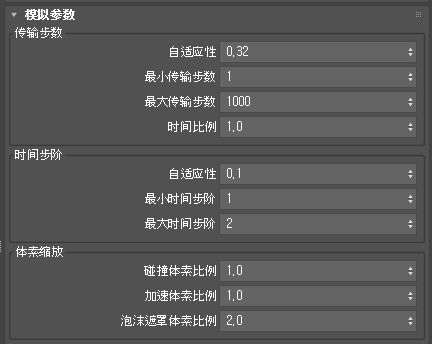 模拟参数
传输步数
自适应性 0.32
最小传输步数 1
最大传输步数 1000
时间比例 1.0
时间步阶
自适应性 0.1
最小时间步阶 1
最大时间步阶 2
体素缩放
碰撞体素比例 1.0
加速体素比例 1.0
泡沫遮罩体素比例 2.0